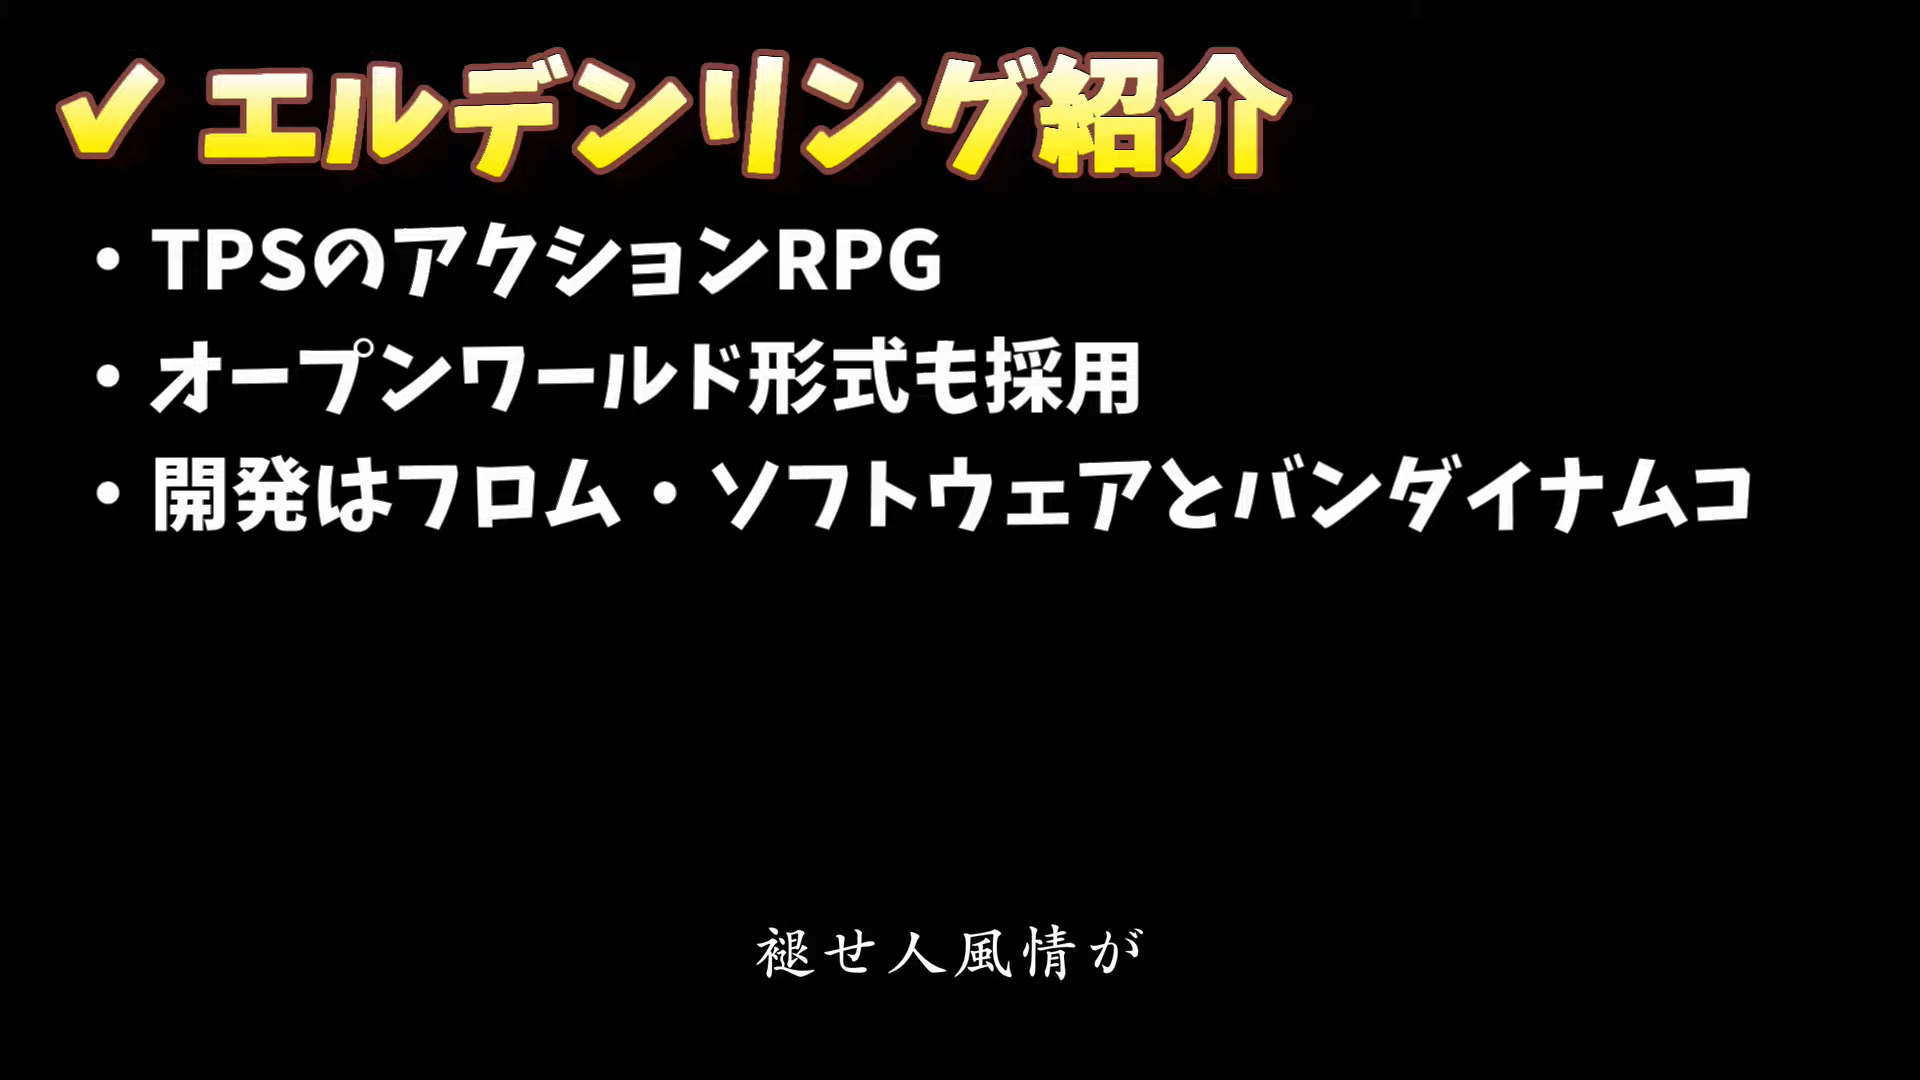 ✓ エルデンリング紹介
・TPSのアクションRPG
・オープンワールド形式も採用
・開発はフロム・ソフトウェアとバンダイナムコ
褪せ人風情が